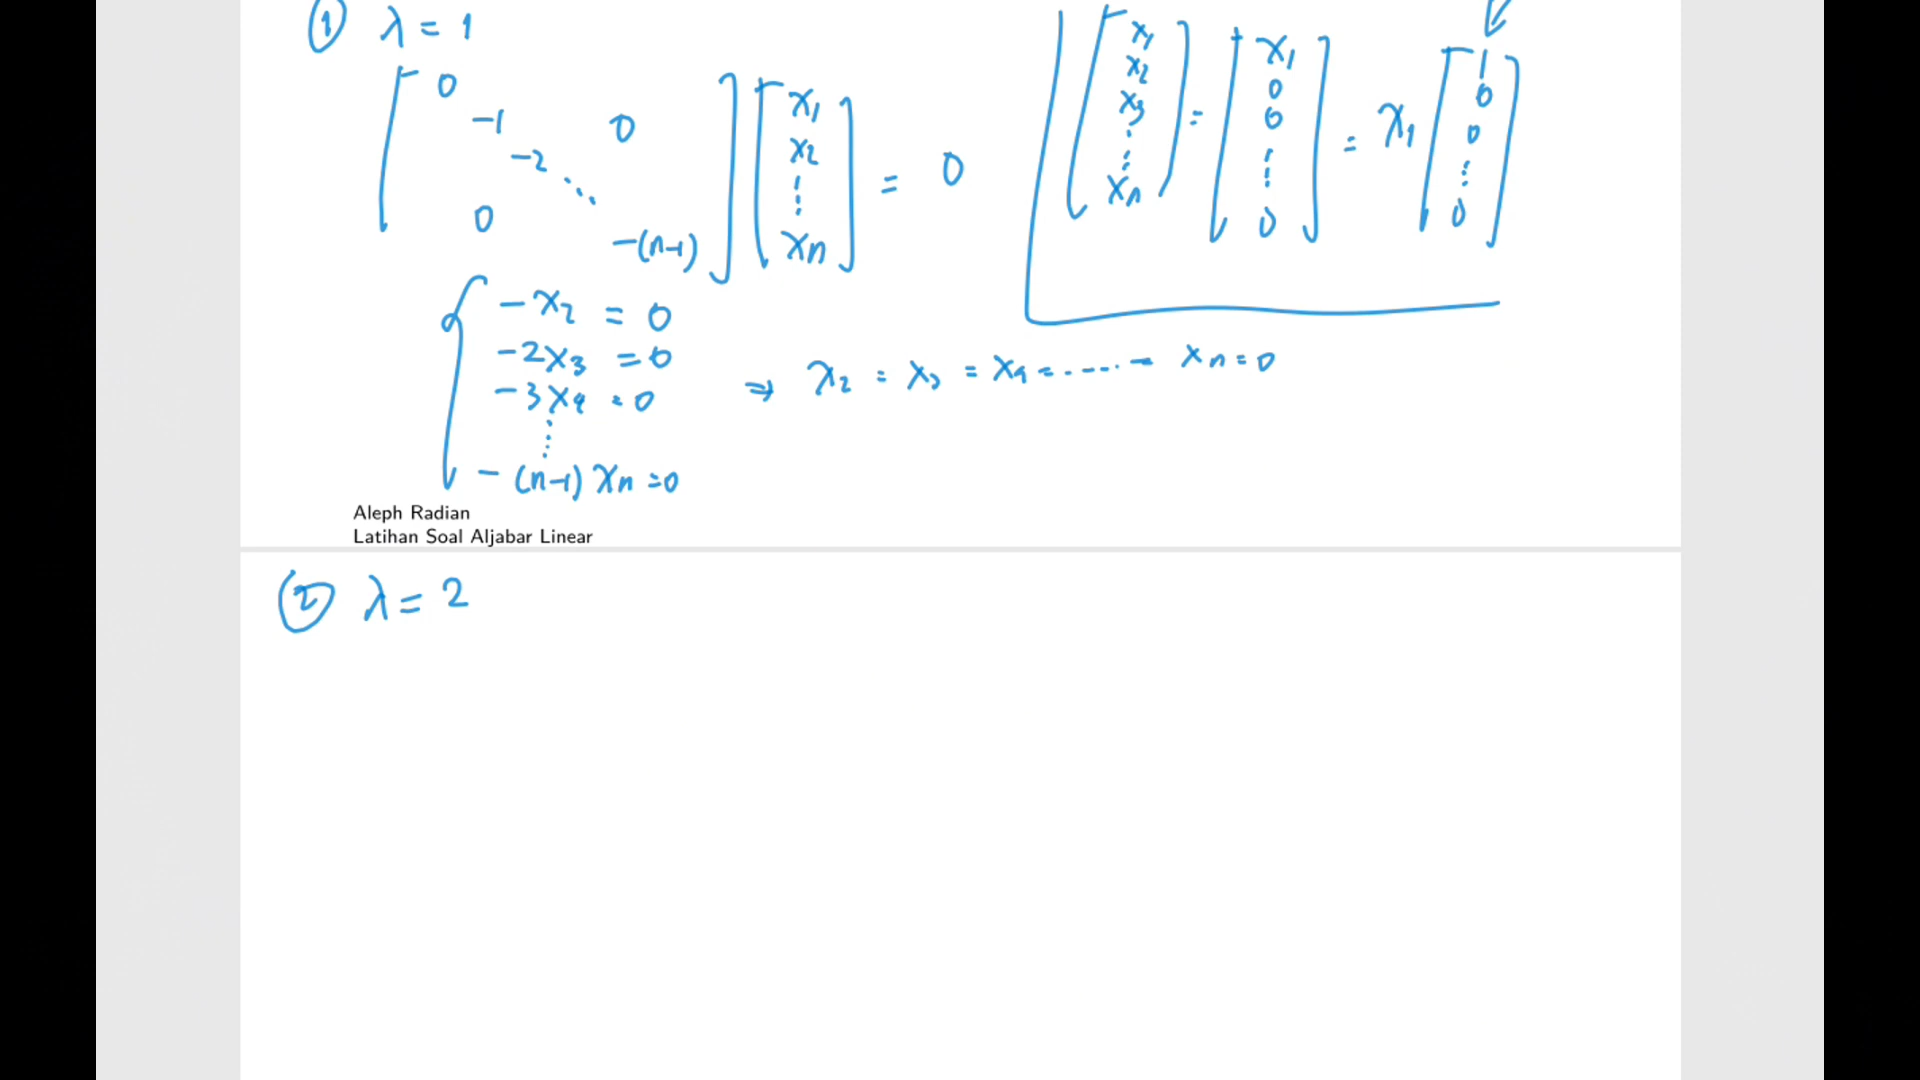 ① λ = 1
[ 0 -1 -2 ⋱ -(n-1) 0 0 ] [ x₁ x₂ ⋮ xₙ ] = 0
[ x₁ x₂ x₃ ⋮ xₙ ] = [ x₁ 0 0 ⋮ 0 ] = x₁ [ 1 0 0 ⋮ 0 ]
-x₂ = 0
-2x₃ = 0
-3x₄ = 0 ⇒ x₂ = x₃ = x₄ = ...... = xₙ = 0
⋮
-(n-1) xₙ = 0
Aleph Radian
Latihan Soal Aljabar Linear
② λ = 2